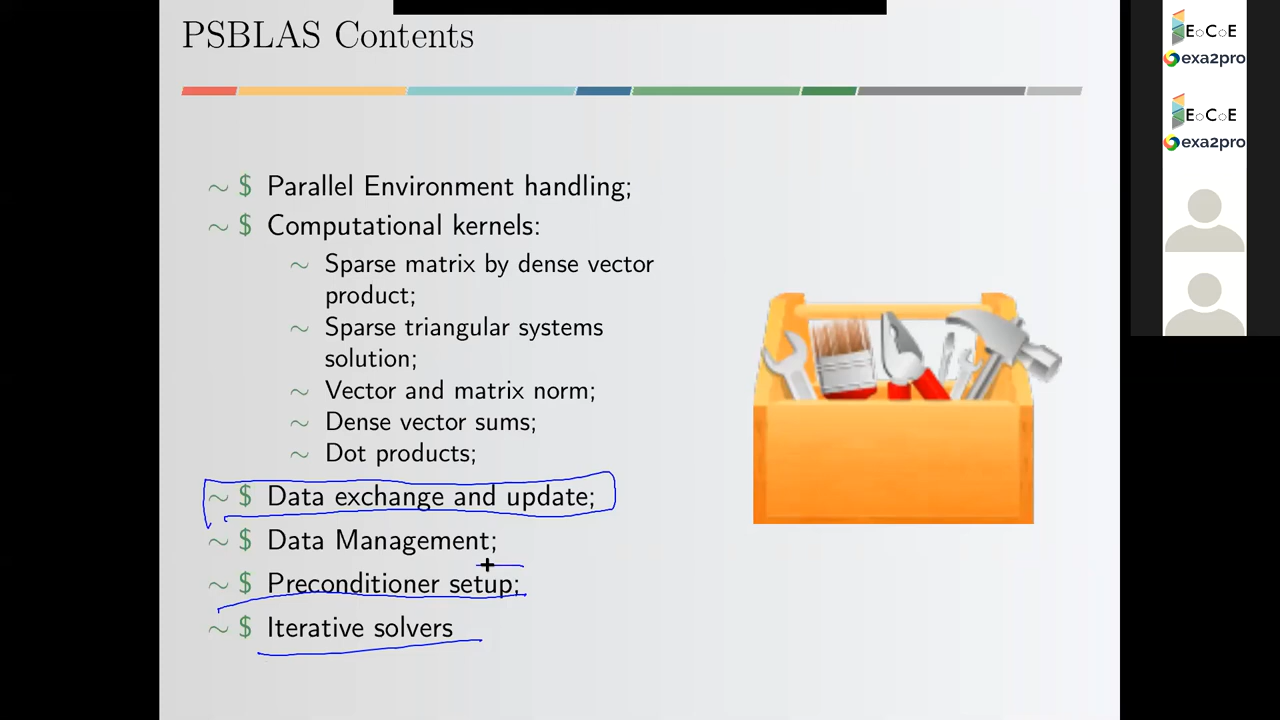 PSBLAS Contents
~ $ Parallel Environment handling;
~ $ Computational kernels:
~ Sparse matrix by dense vector
product;
~ Sparse triangular systems
solution;
~ Vector and matrix norm;
~ Dense vector sums;
~ Dot products;
~ $ Data exchange and update;
~ $ Data Management;
~ $ Preconditioner setup;
~ $ Iterative solvers
EoCoE
exa2pro
EoCoE
exa2pro